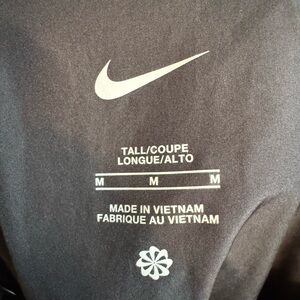 TALL/COUPE
LONGUE/ALTO
M M M
MADE IN VIETNAM
FABRIQUE AU VIETNAM